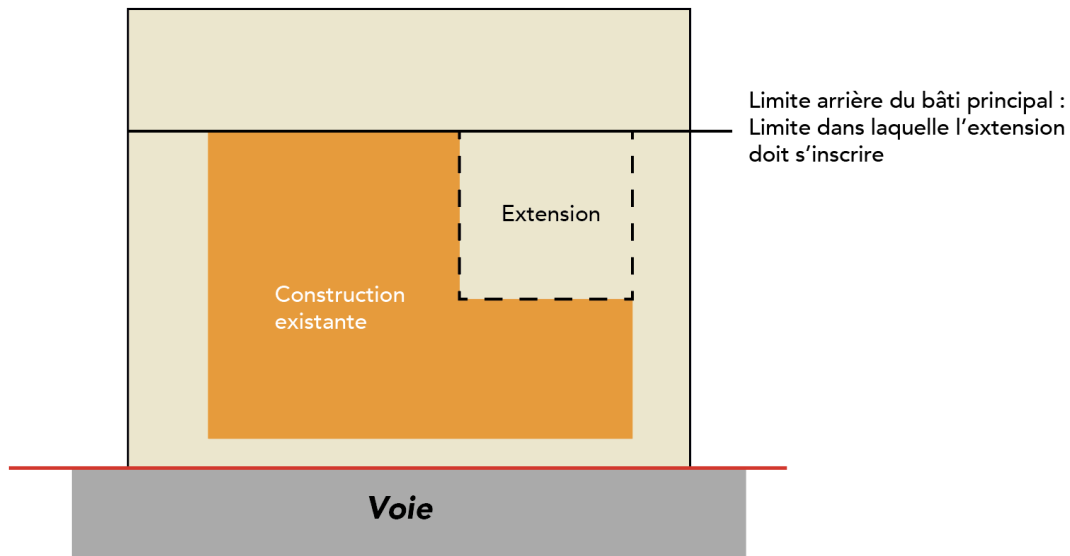 Limite arrière du bâti principal :
Limite dans laquelle l’extension
doit s’inscrire
Extension
Construction
existante
Voie